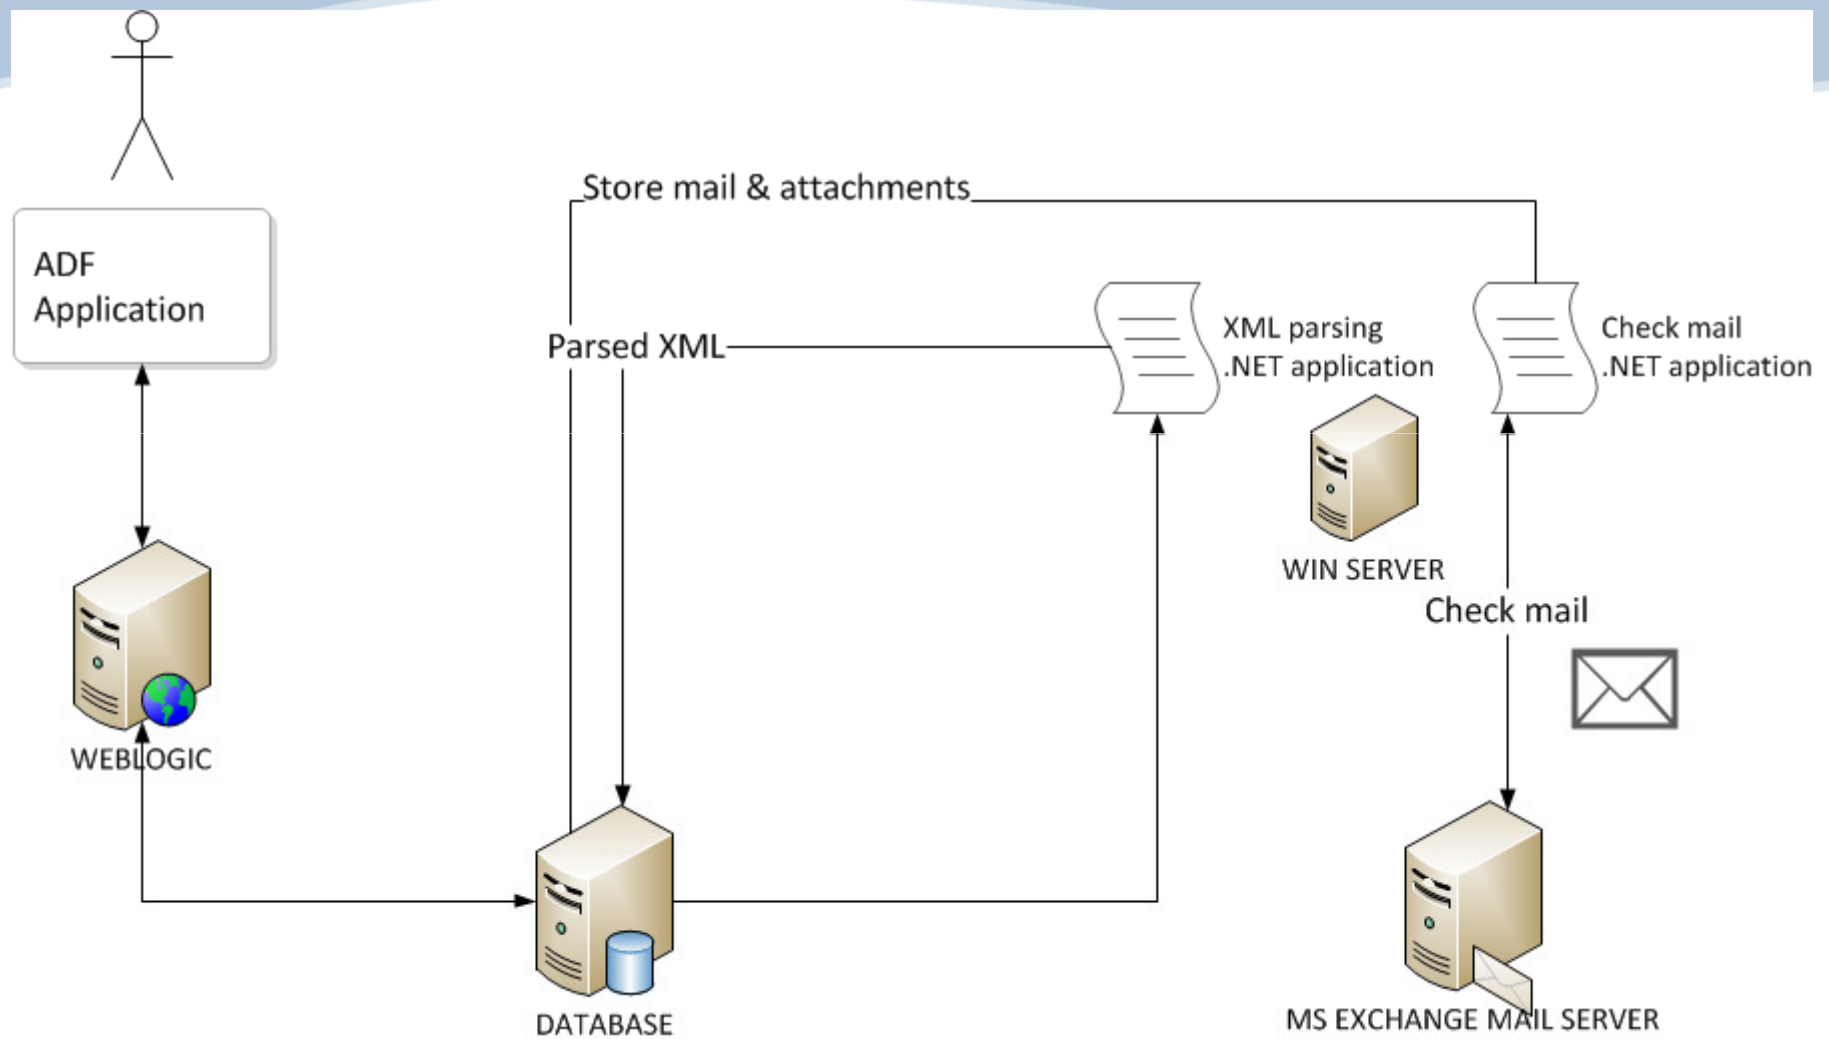 Store mail & attachments
ADF
Application
Parsed XML
XML parsing
.NET application
Check mail
.NET application
WIN SERVER
Check mail
WEBLOGIC
DATABASE
MS EXCHANGE MAIL SERVER